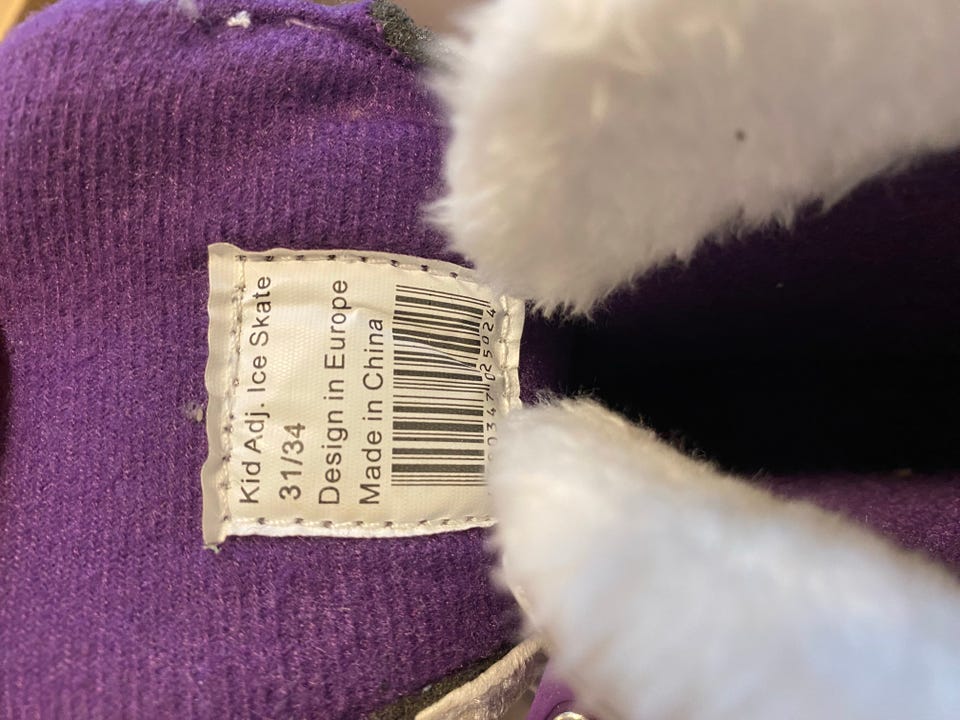 Kid Adj. Ice Skate
31/34
Design in Europe
Made in China